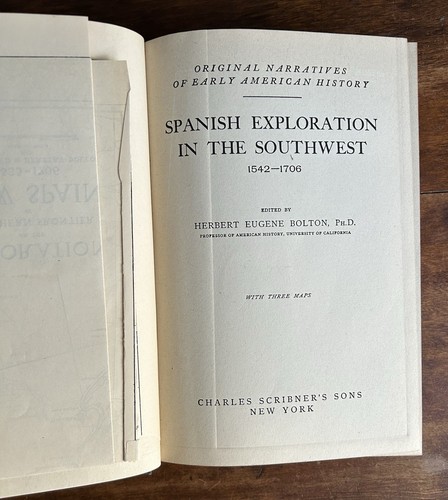 ORIGINAL NARRATIVES
OF EARLY AMERICAN HISTORY
SPANISH EXPLORATION
IN THE SOUTHWEST
1542—1706
EDITED BY
HERBERT EUGENE BOLTON, PH.D.
PROFESSOR OF AMERICAN HISTORY, UNIVERSITY OF CALIFORNIA
WITH THREE MAPS
CHARLES SCRIBNER'S SONS
NEW YORK